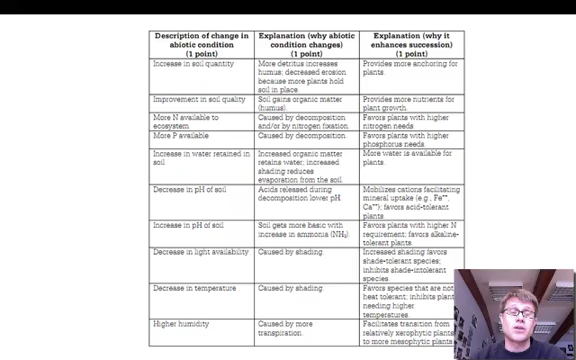 Description of change in
abiotic condition
(1 point)
Explanation (why abiotic
condition changes)
(1 point)
Explanation (why it
enhances succession)
(1 point)
Increase in soil quantity
More detritus increases
humus; decreased erosion
because more plants hold
soil in place.
Provides more anchoring for
plants.
Improvement in soil quality
Soil gains organic matter
(humus).
Provides more nutrients for
plant growth.
More N available to
ecosystem
Caused by decomposition
and/or by nitrogen fixation.
Favors plants with higher
nitrogen needs.
More P available
Caused by decomposition.
Favors plants with higher
phosphorus needs.
Increase in water retained in
soil
Increased organic matter
retains water; increased
shading reduces
evaporation from the soil.
More water is available for
plants.
Decrease in pH of soil
Acids released during
decomposition lower pH.
Mobilizes cations facilitating
mineral uptake (e.g., Fe⁺⁺,
Ca⁺⁺); favors acid-tolerant
plants.
Increase in pH of soil
Soil gets more basic with
increase in ammonia (NH₃).
Favors plants with higher N
requirement; favors alkaline-
tolerant plants.
Decrease in light availability
Caused by shading.
Increased shading favors
shade-tolerant species;
inhibits shade-intolerant
species.
Decrease in temperature
Caused by shading.
Favors species that are not
heat tolerant; inhibits plants
needing higher
temperatures.
Higher humidity
Caused by more
transpiration.
Facilitates transition from
relatively xerophytic plants
to more mesophytic plants.